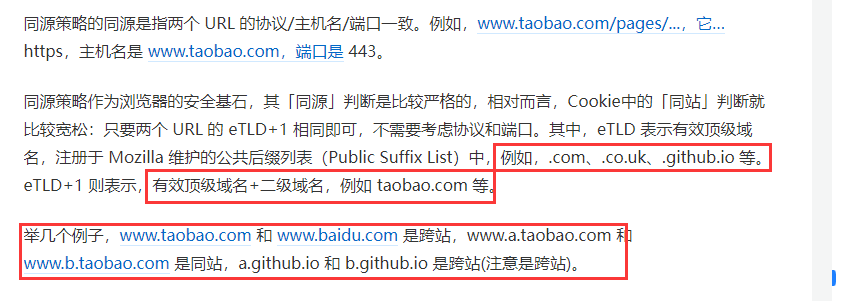 同源策略的同源是指两个 URL 的协议/主机名/端口一致。例如，www.taobao.com/pages/...，它...
https，主机名是 www.taobao.com，端口是 443。
同源策略作为浏览器的安全基石，其「同源」判断是比较严格的，相对而言，Cookie中的「同站」判断就
比较宽松：只要两个 URL 的 eTLD+1 相同即可，不需要考虑协议和端口。其中，eTLD 表示有效顶级域
名，注册于 Mozilla 维护的公共后缀列表（Public Suffix List）中，例如，.com、.co.uk、.github.io 等。
eTLD+1 则表示，有效顶级域名+二级域名，例如 taobao.com 等。
举几个例子，www.taobao.com 和 www.baidu.com 是跨站，www.a.taobao.com 和
www.b.taobao.com 是同站，a.github.io 和 b.github.io 是跨站(注意是跨站)。